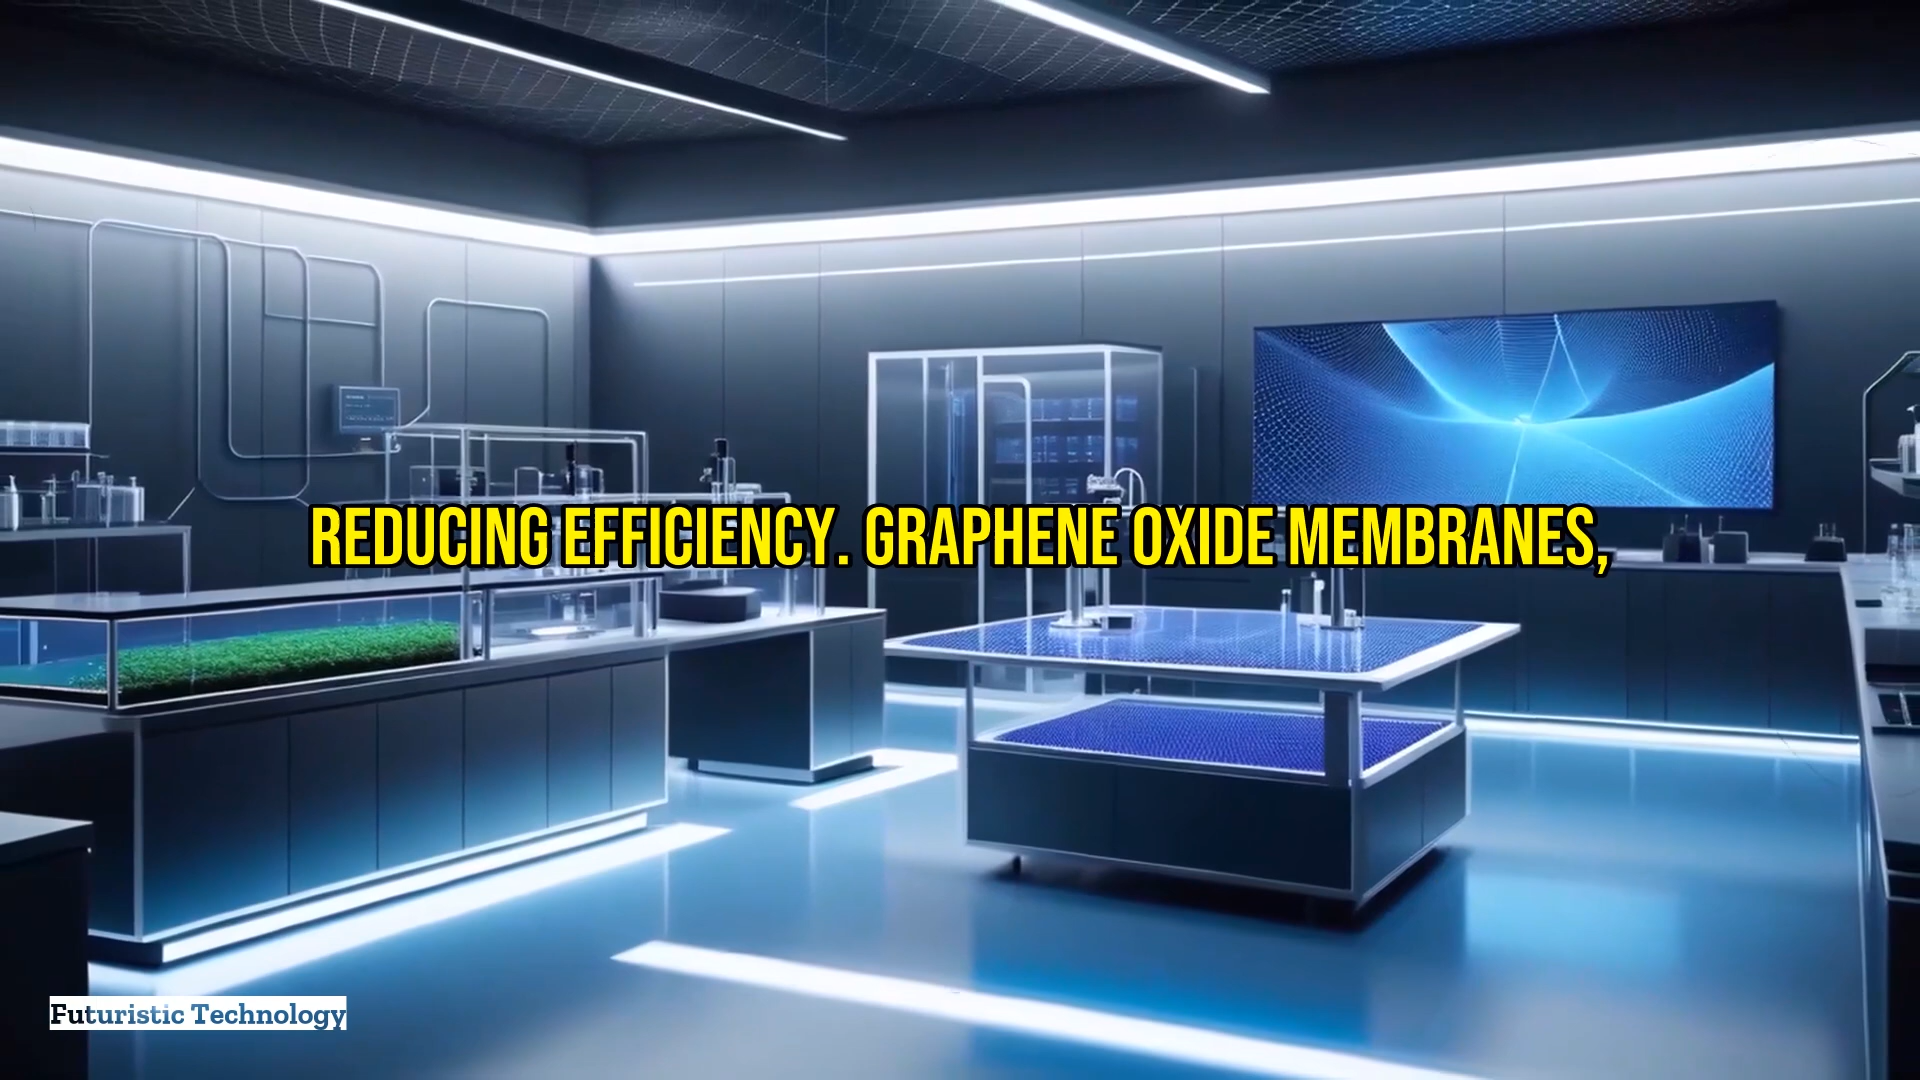 REDUCING EFFICIENCY. GRAPHENE OXIDE MEMBRANES,
Futuristic Technology